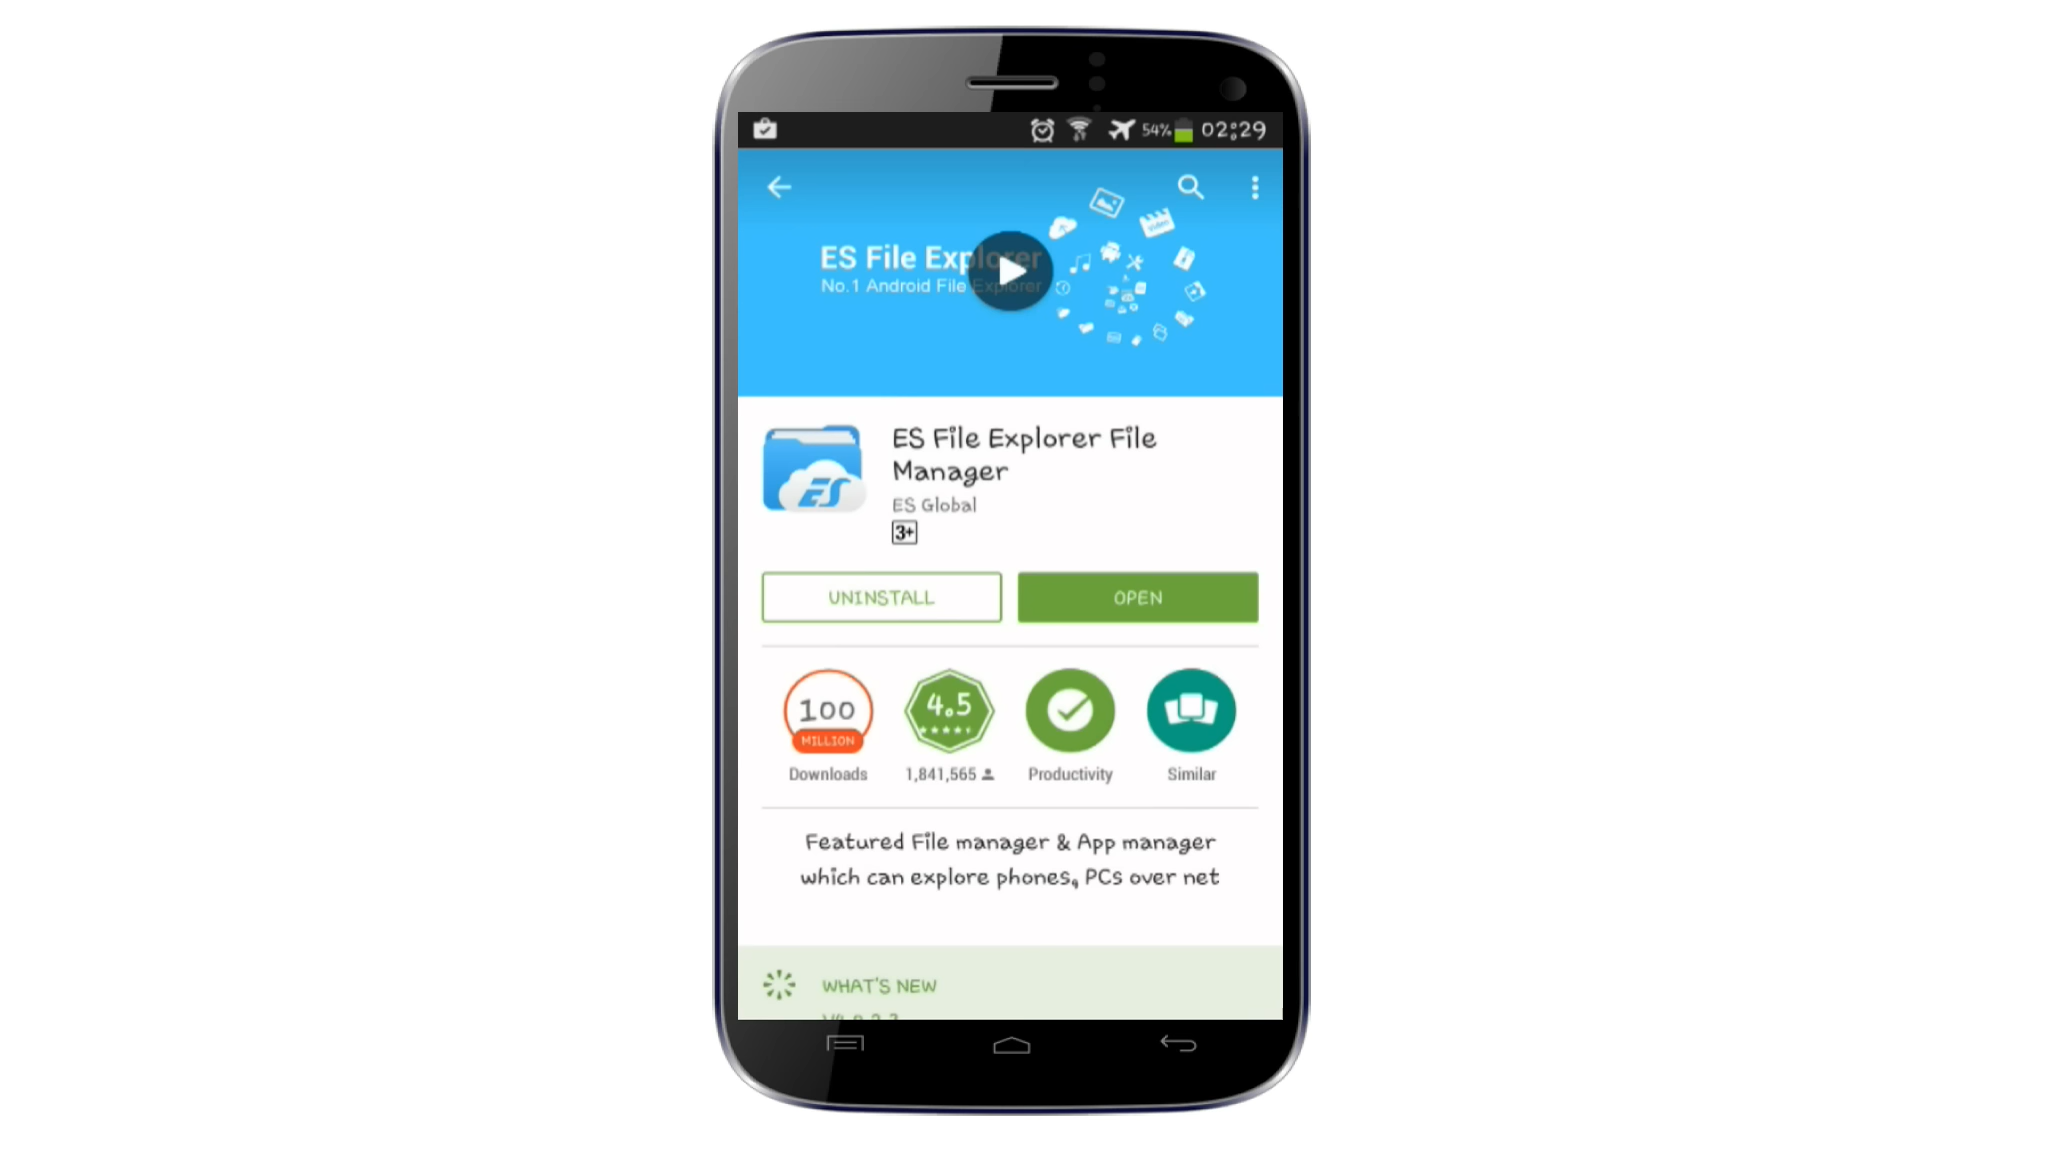 54% 02:29
ES File Explorer
No.1 Android File Explorer
ES File Explorer File
Manager
ES Global
3+
UNINSTALL OPEN
100 4.5
MILLION
Downloads 1,841,565 Productivity Similar
Featured File manager & App manager
which can explore phones, PCs over net
WHAT'S NEW